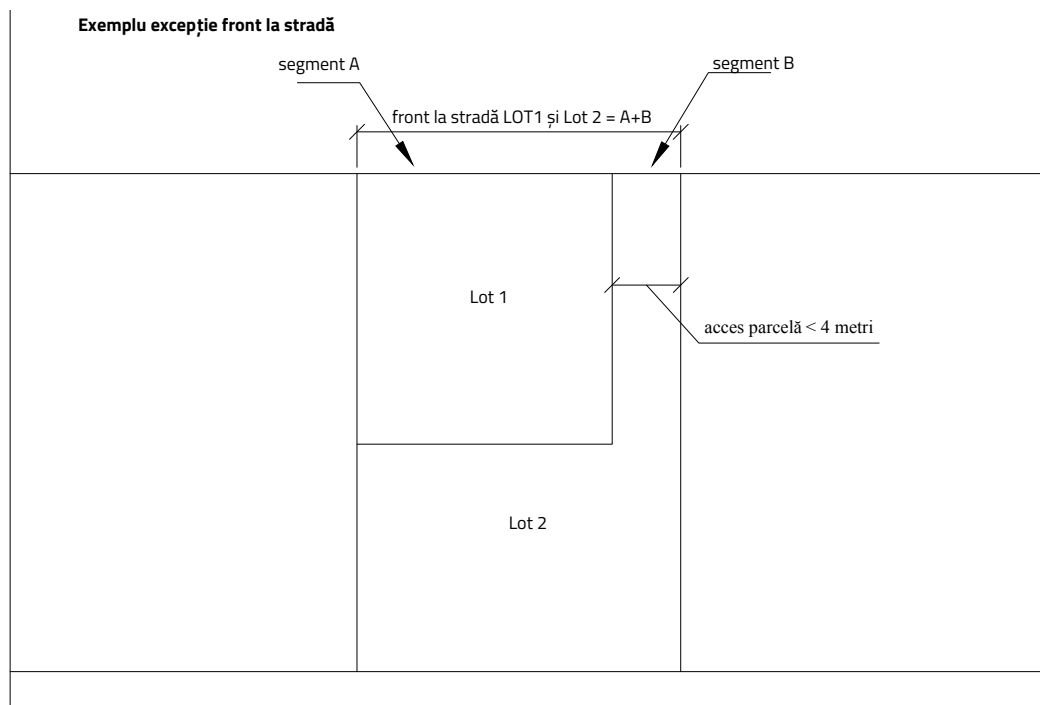 Exemplu excepție front la stradă
segment A
segment B
front la stradă LOT1 și Lot 2 = A+B
Lot 1
acces parcelă < 4 metri
Lot 2